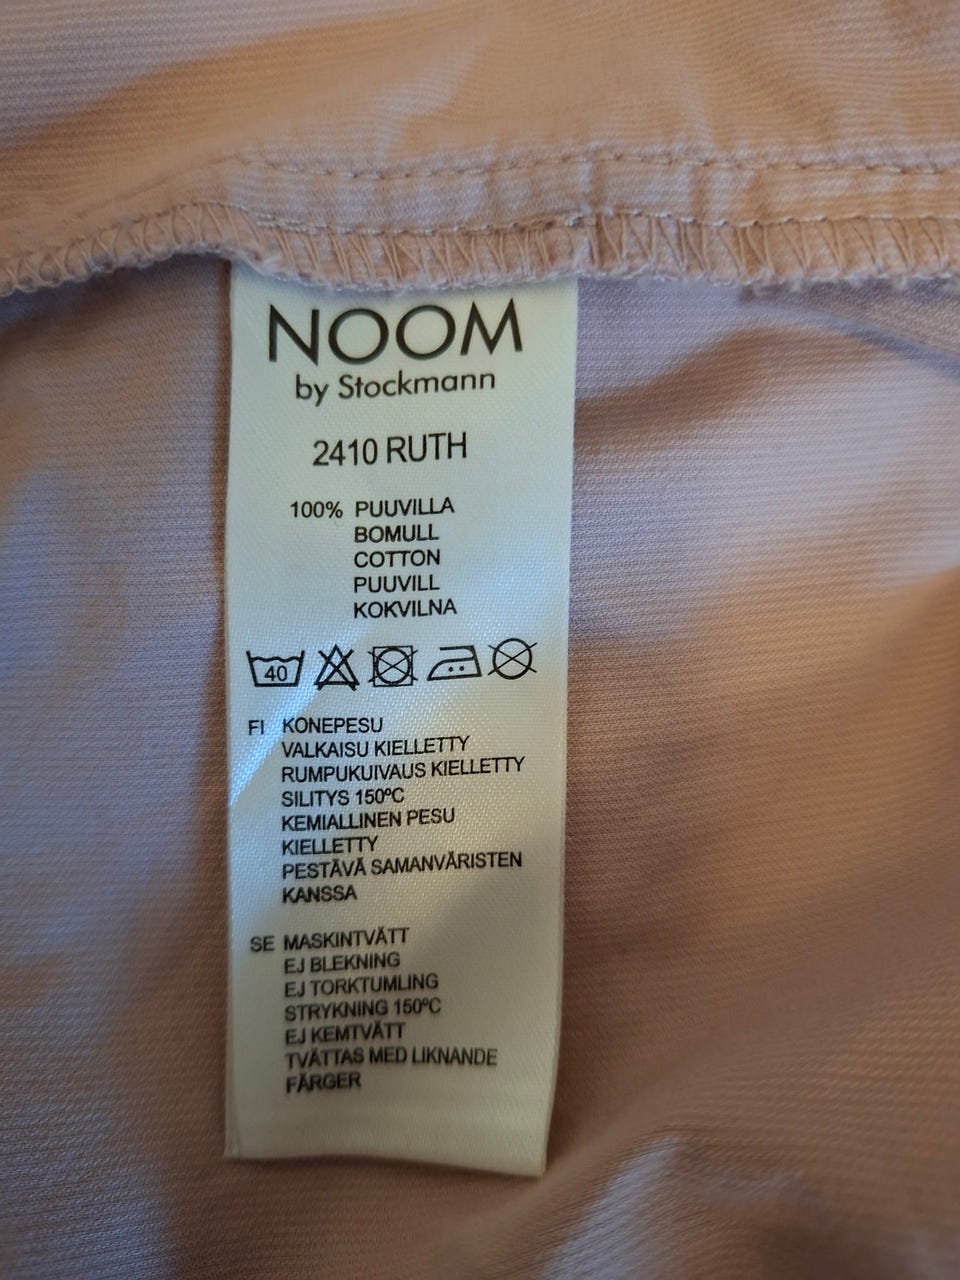 NOOM
by Stockmann
2410 RUTH
100% PUUVILLA
BOMULL
COTTON
PUUVILL
KOKVILNA
40
FI KONEPESU
VALKAISU KIELLETTY
RUMPUKUIVAUS KIELLETTY
SILITYS 150ºC
KEMIALLINEN PESU
KIELLETTY
PESTÄVÄ SAMANVÄRISTEN
KANSSA
SE MASKINTVÄTT
EJ BLEKNING
EJ TORKTUMLING
STRYKNING 150ºC
EJ KEMTVÄTT
TVÄTTAS MED LIKNANDE
FÄRGER